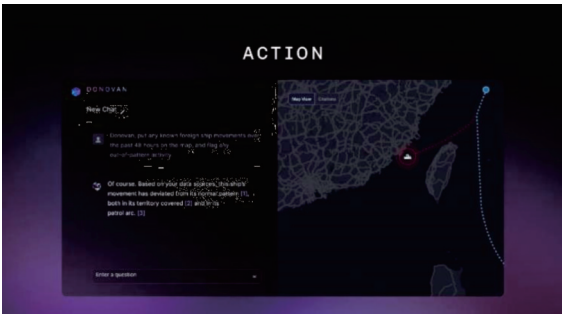 ACTION
DONOVAN
New Chat
Donovan, put any known foreign ship movements over
the past 48 hours on the map, and flag any
out-of-pattern activity
Of course. Based on your data sources, this ship's
movement has deviated from its normal pattern [1],
both in its territory covered [2] and in its
patrol arc. [3]
Enter a question
Map View